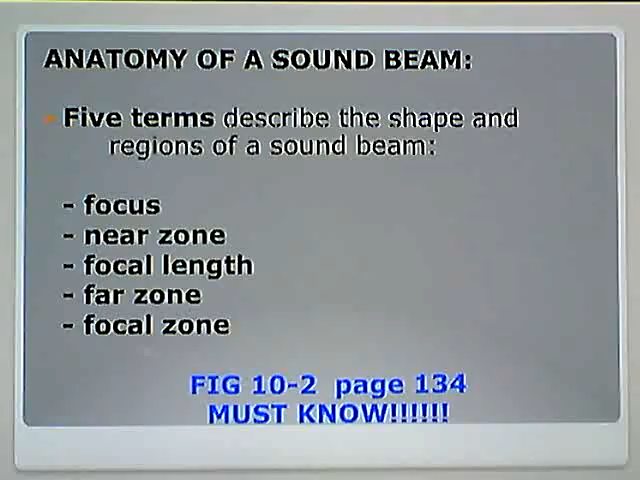 ANATOMY OF A SOUND BEAM:
Five terms describe the shape and
regions of a sound beam:
- focus
- near zone
- focal length
- far zone
- focal zone
FIG 10-2 page 134
MUST KNOW!!!!!!